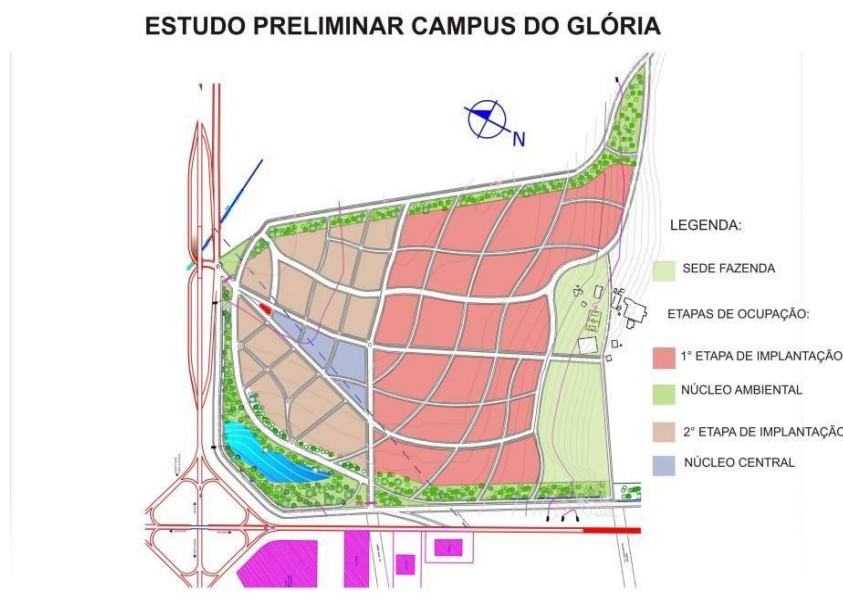 ESTUDO PRELIMINAR CAMPUS DO GLÓRIA
N
LEGENDA:
SEDE FAZENDA
ETAPAS DE OCUPAÇÃO:
1° ETAPA DE IMPLANTAÇÃO
NÚCLEO AMBIENTAL
2° ETAPA DE IMPLANTAÇÃO
NÚCLEO CENTRAL